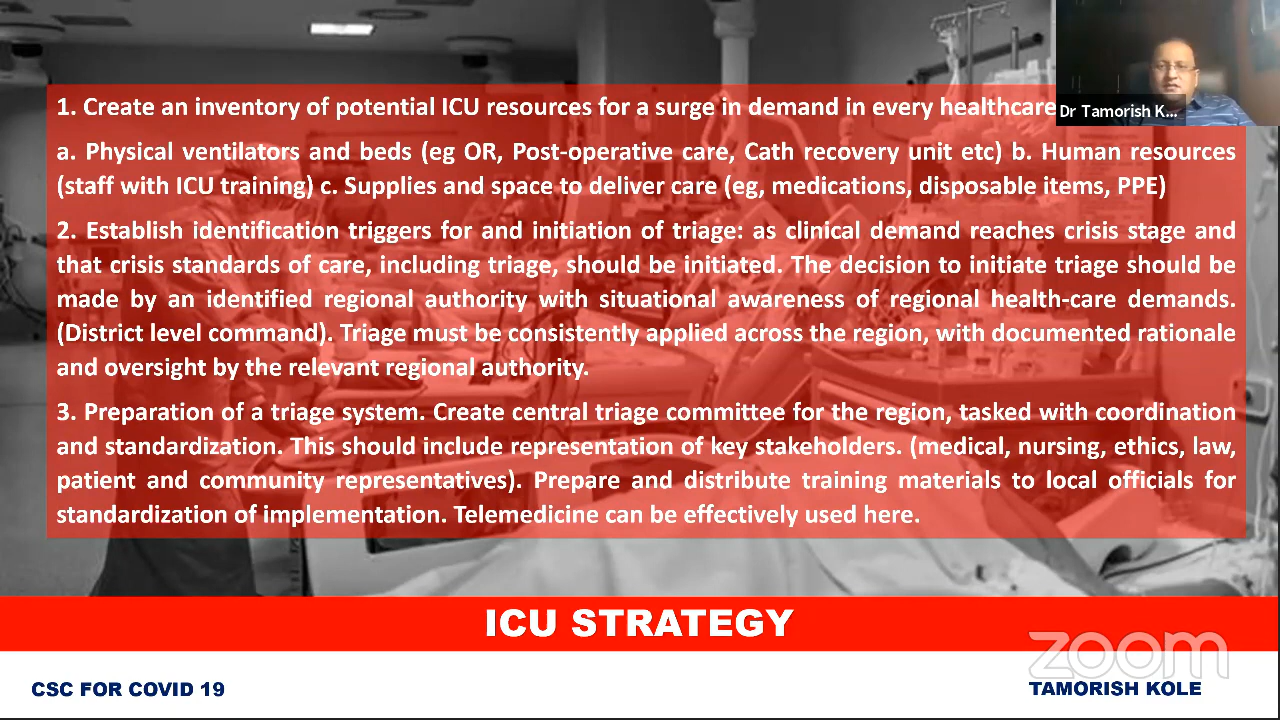 1. Create an inventory of potential ICU resources for a surge in demand in every healthcare
Dr Tamorish K...
a. Physical ventilators and beds (eg OR, Post-operative care, Cath recovery unit etc) b. Human resources
(staff with ICU training) c. Supplies and space to deliver care (eg, medications, disposable items, PPE)
2. Establish identification triggers for and initiation of triage: as clinical demand reaches crisis stage and
that crisis standards of care, including triage, should be initiated. The decision to initiate triage should be
made by an identified regional authority with situational awareness of regional health-care demands.
(District level command). Triage must be consistently applied across the region, with documented rationale
and oversight by the relevant regional authority.
3. Preparation of a triage system. Create central triage committee for the region, tasked with coordination
and standardization. This should include representation of key stakeholders. (medical, nursing, ethics, law,
patient and community representatives). Prepare and distribute training materials to local officials for
standardization of implementation. Telemedicine can be effectively used here.
ICU STRATEGY
zoom
CSC FOR COVID 19
TAMORISH KOLE